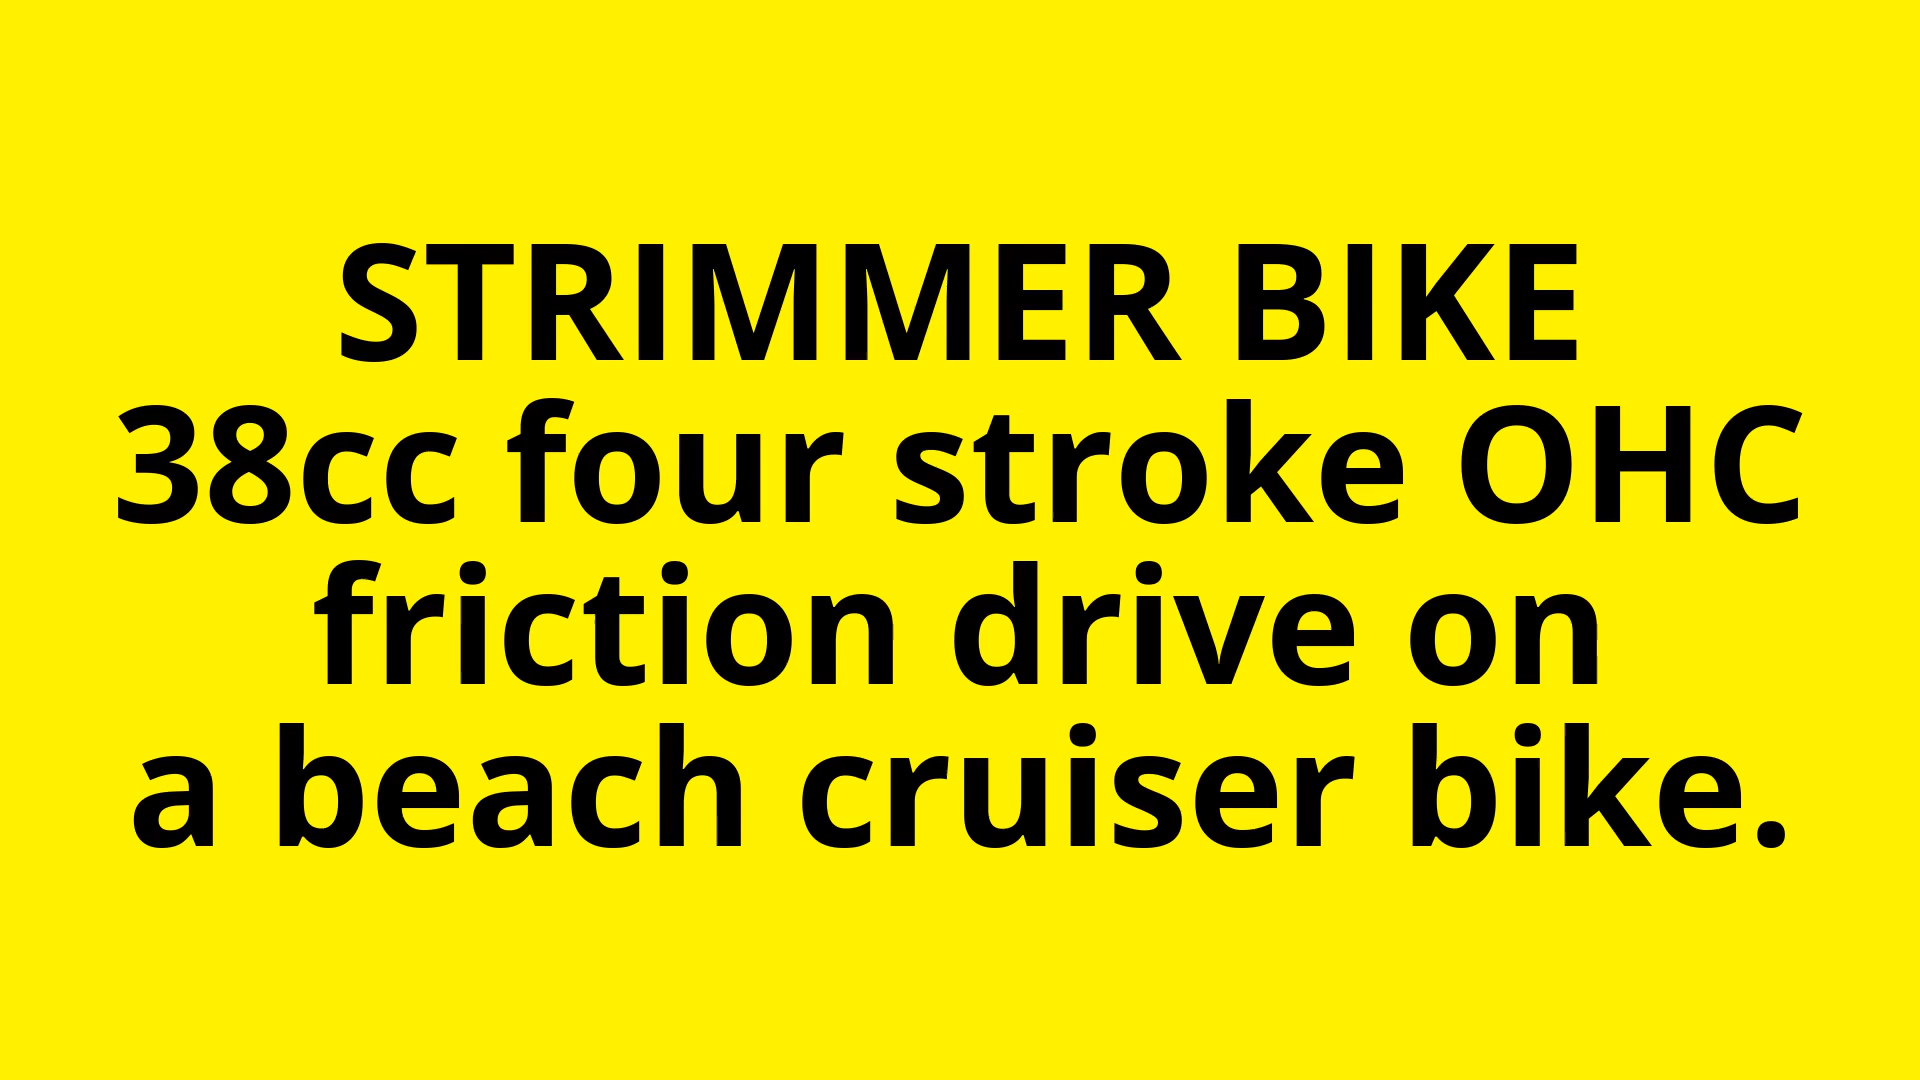 STRIMMER BIKE
38cc four stroke OHC
friction drive on
a beach cruiser bike.